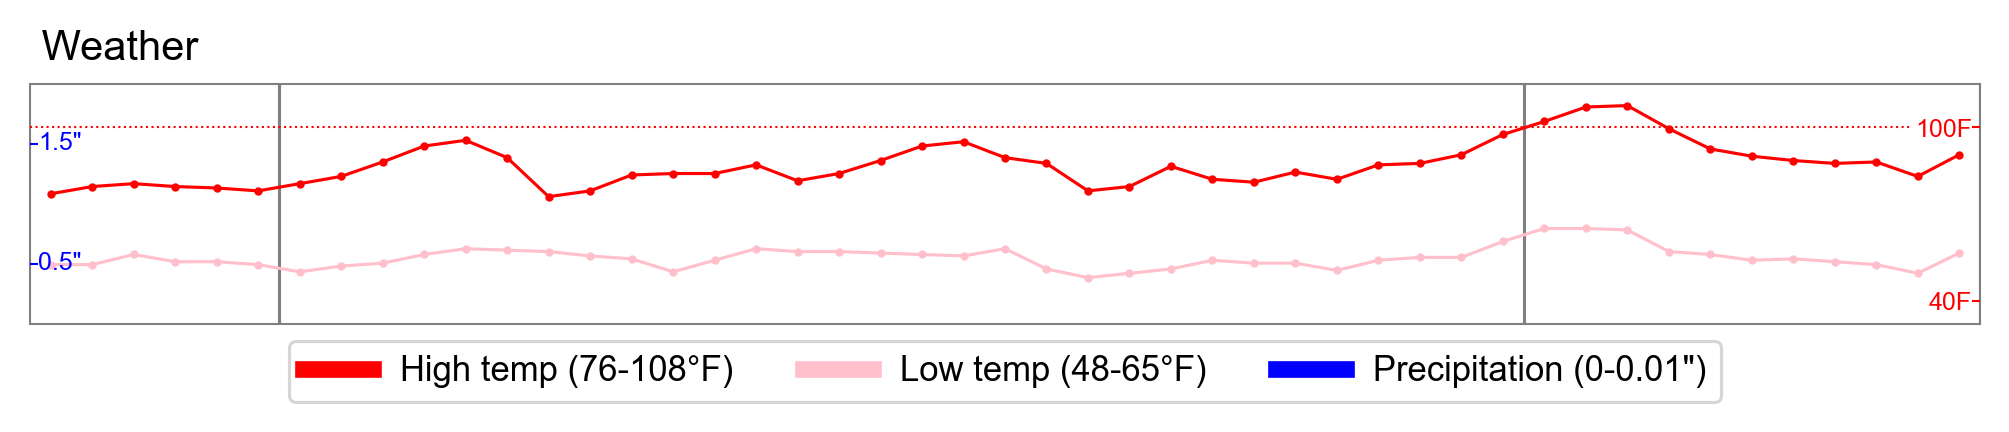 Weather
1.5"
100F
0.5"
40F
High temp (76-108°F) Low temp (48-65°F) Precipitation (0-0.01")